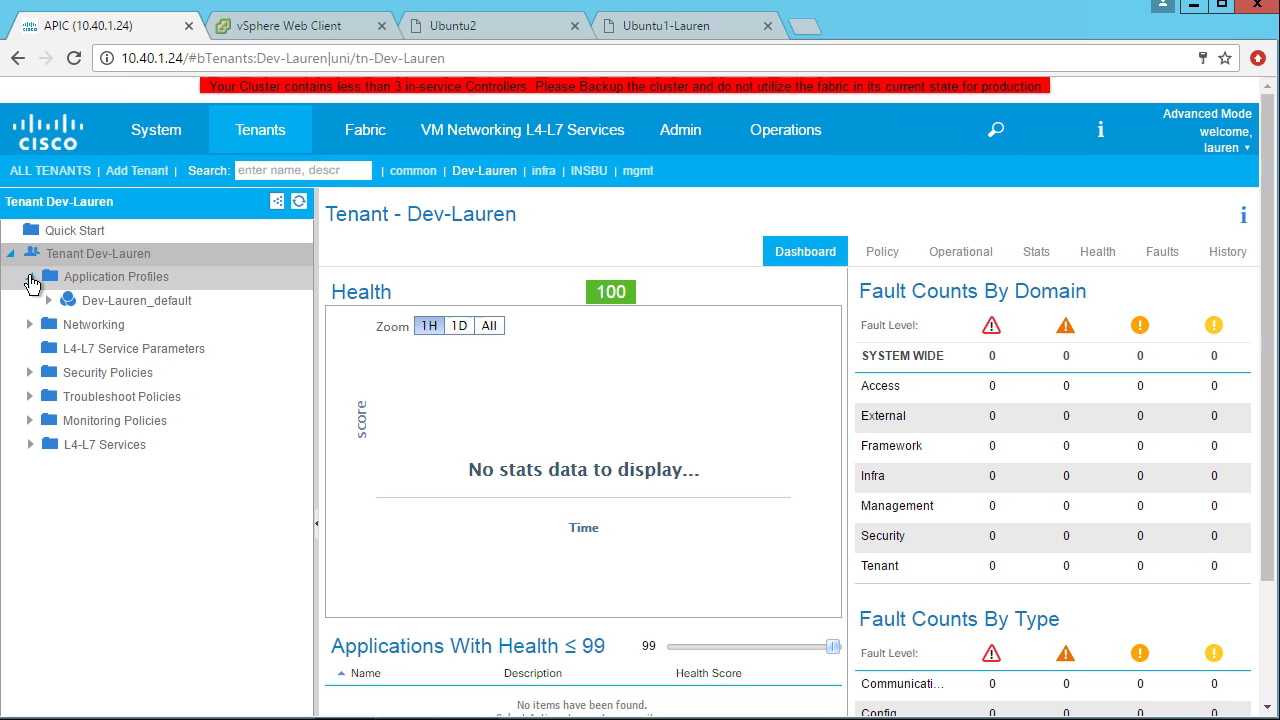 APIC (10.40.1.24)
vSphere Web Client
Ubuntu2
Ubuntu1-Lauren
10.40.1.24/#bTenants:Dev-Lauren|uni/tn-Dev-Lauren
Your Cluster contains less than 3 in-service Controllers. Please Backup the cluster and do not utilize the fabric in its current state for production
CISCO
System
Tenants
Fabric
VM Networking L4-L7 Services
Admin
Operations
Advanced Mode
welcome,
lauren
ALL TENANTS | Add Tenant | Search: enter name, descr | common | Dev-Lauren | infra | INSBU | mgmt
Tenant Dev-Lauren
Quick Start
Tenant Dev-Lauren
Application Profiles
Dev-Lauren_default
Networking
L4-L7 Service Parameters
Security Policies
Troubleshoot Policies
Monitoring Policies
L4-L7 Services
Tenant - Dev-Lauren
Dashboard
Policy
Operational
Stats
Health
Faults
History
Health
100
Zoom 1H 1D All
score
No stats data to display...
Time
Applications With Health ≤ 99
99
Name Description Health Score
No items have been found.
Fault Counts By Domain
Fault Level:
SYSTEM WIDE 0 0 0 0
Access 0 0 0 0
External 0 0 0 0
Framework 0 0 0 0
Infra 0 0 0 0
Management 0 0 0 0
Security 0 0 0 0
Tenant 0 0 0 0
Fault Counts By Type
Fault Level:
Communicati... 0 0 0 0
Config 0 0 0 0